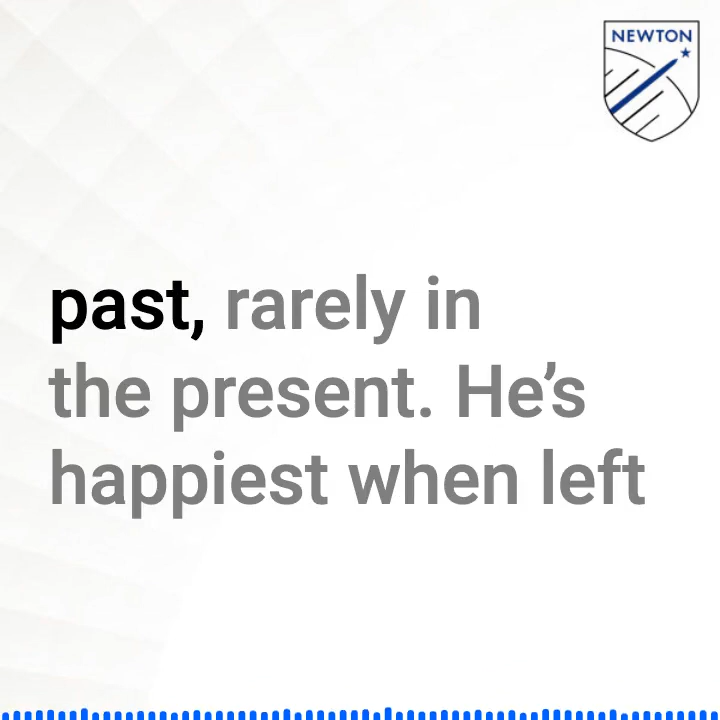 NEWTON
past, rarely in
the present. He’s
happiest when left